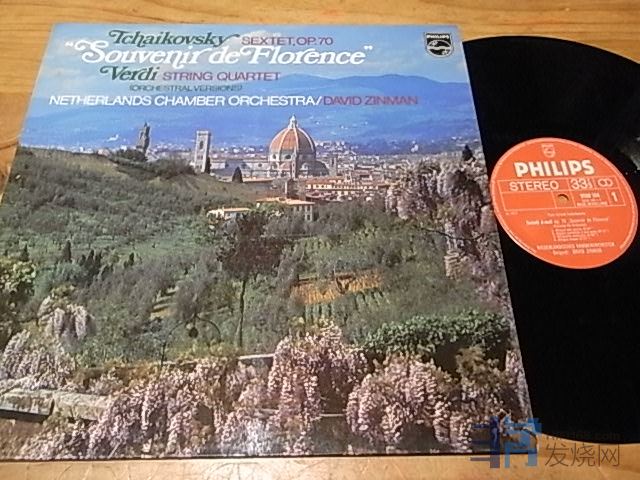 Tchaikovsky SEXTET, OP. 70
"Souvenir de Florence"
Verdi STRING QUARTET
(ORCHESTRAL VERSIONS)
NETHERLANDS CHAMBER ORCHESTRA/DAVID ZINMAN
PHILIPS
PHILIPS
STEREO 33⅓
1
发烧网